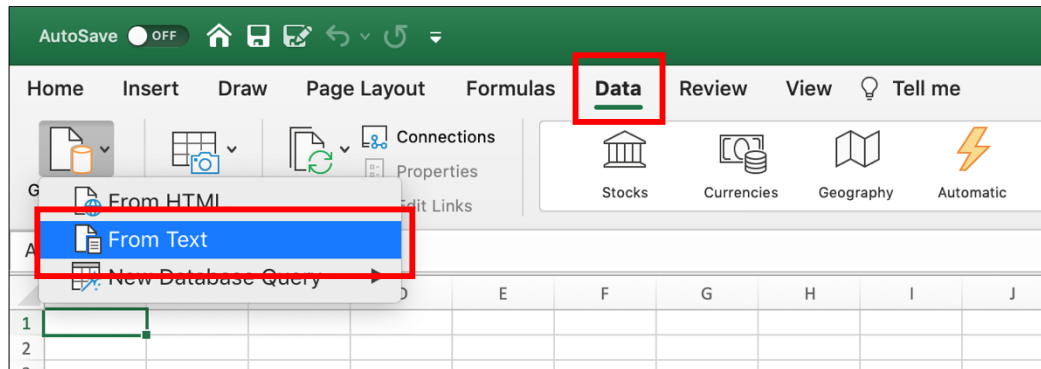 AutoSave OFF
Home Insert Draw Page Layout Formulas Data Review View Tell me
Connections
Properties
Edit Links
Stocks Currencies Geography Automatic
G
From HTML
From Text
New Database Query
A
D E F G H I J
1
2